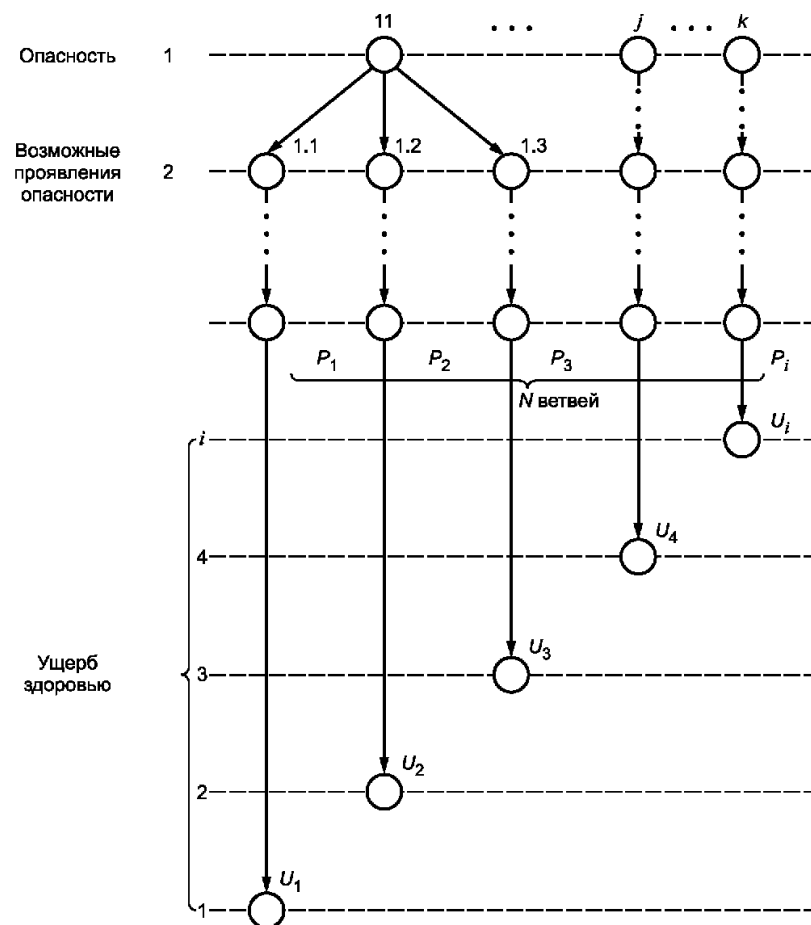 11 . . . j . . . k
Опасность 1
Возможные
проявления
опасности
2
1.1 1.2 1.3
P1 P2 P3 Pi
N ветвей
Ui
i
U4
4
Ущерб
здоровью
U3
3
U2
2
U1
1